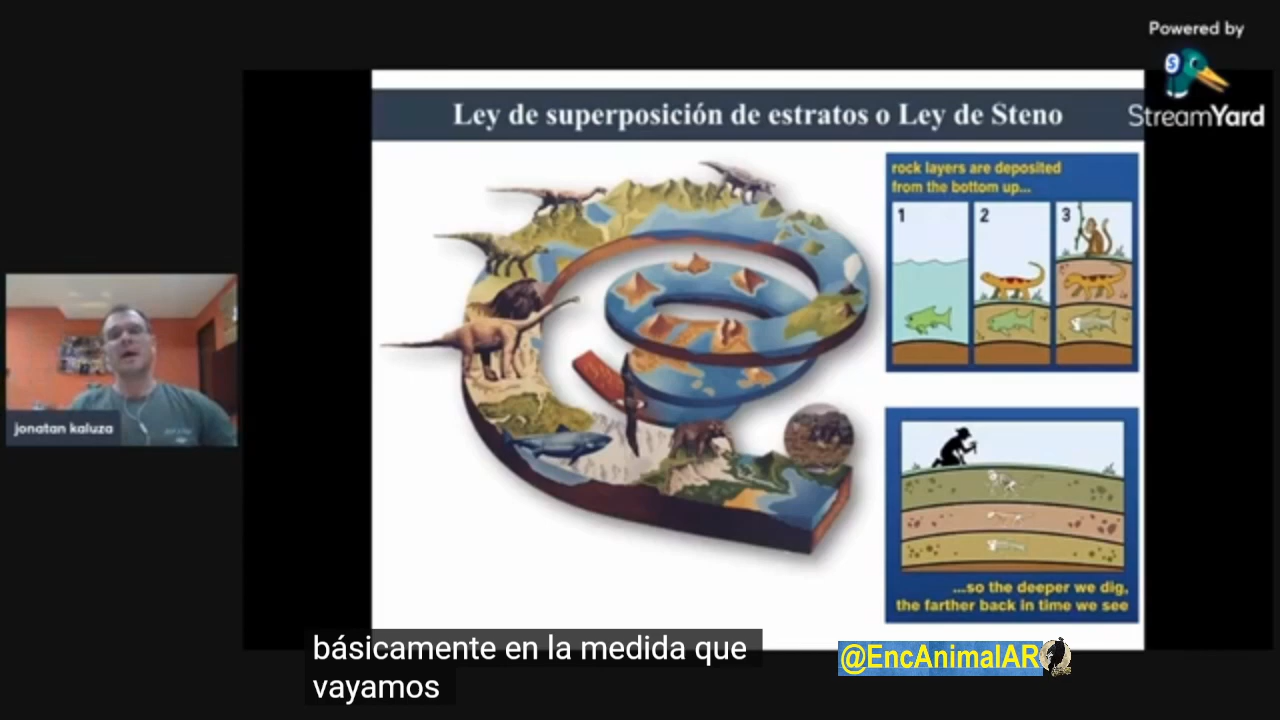 Powered by
StreamYard
Ley de superposición de estratos o Ley de Steno
rock layers are deposited
from the bottom up...
1
2
3
jonatan kaluza
...so the deeper we dig,
the farther back in time we see
básicamente en la medida que
vayamos
@EncAnimalAR